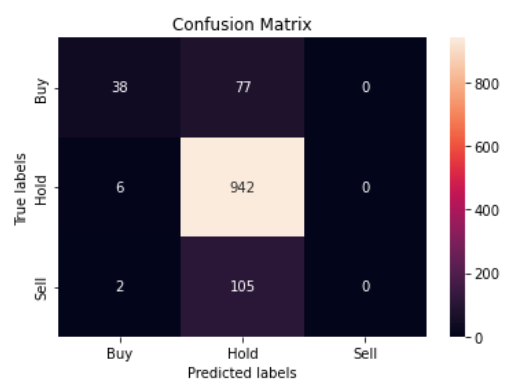 Confusion Matrix
Buy 38 77 0
Hold 6 942 0
Sell 2 105 0
True labels
Buy Hold Sell
Predicted labels
800
600
400
200
0